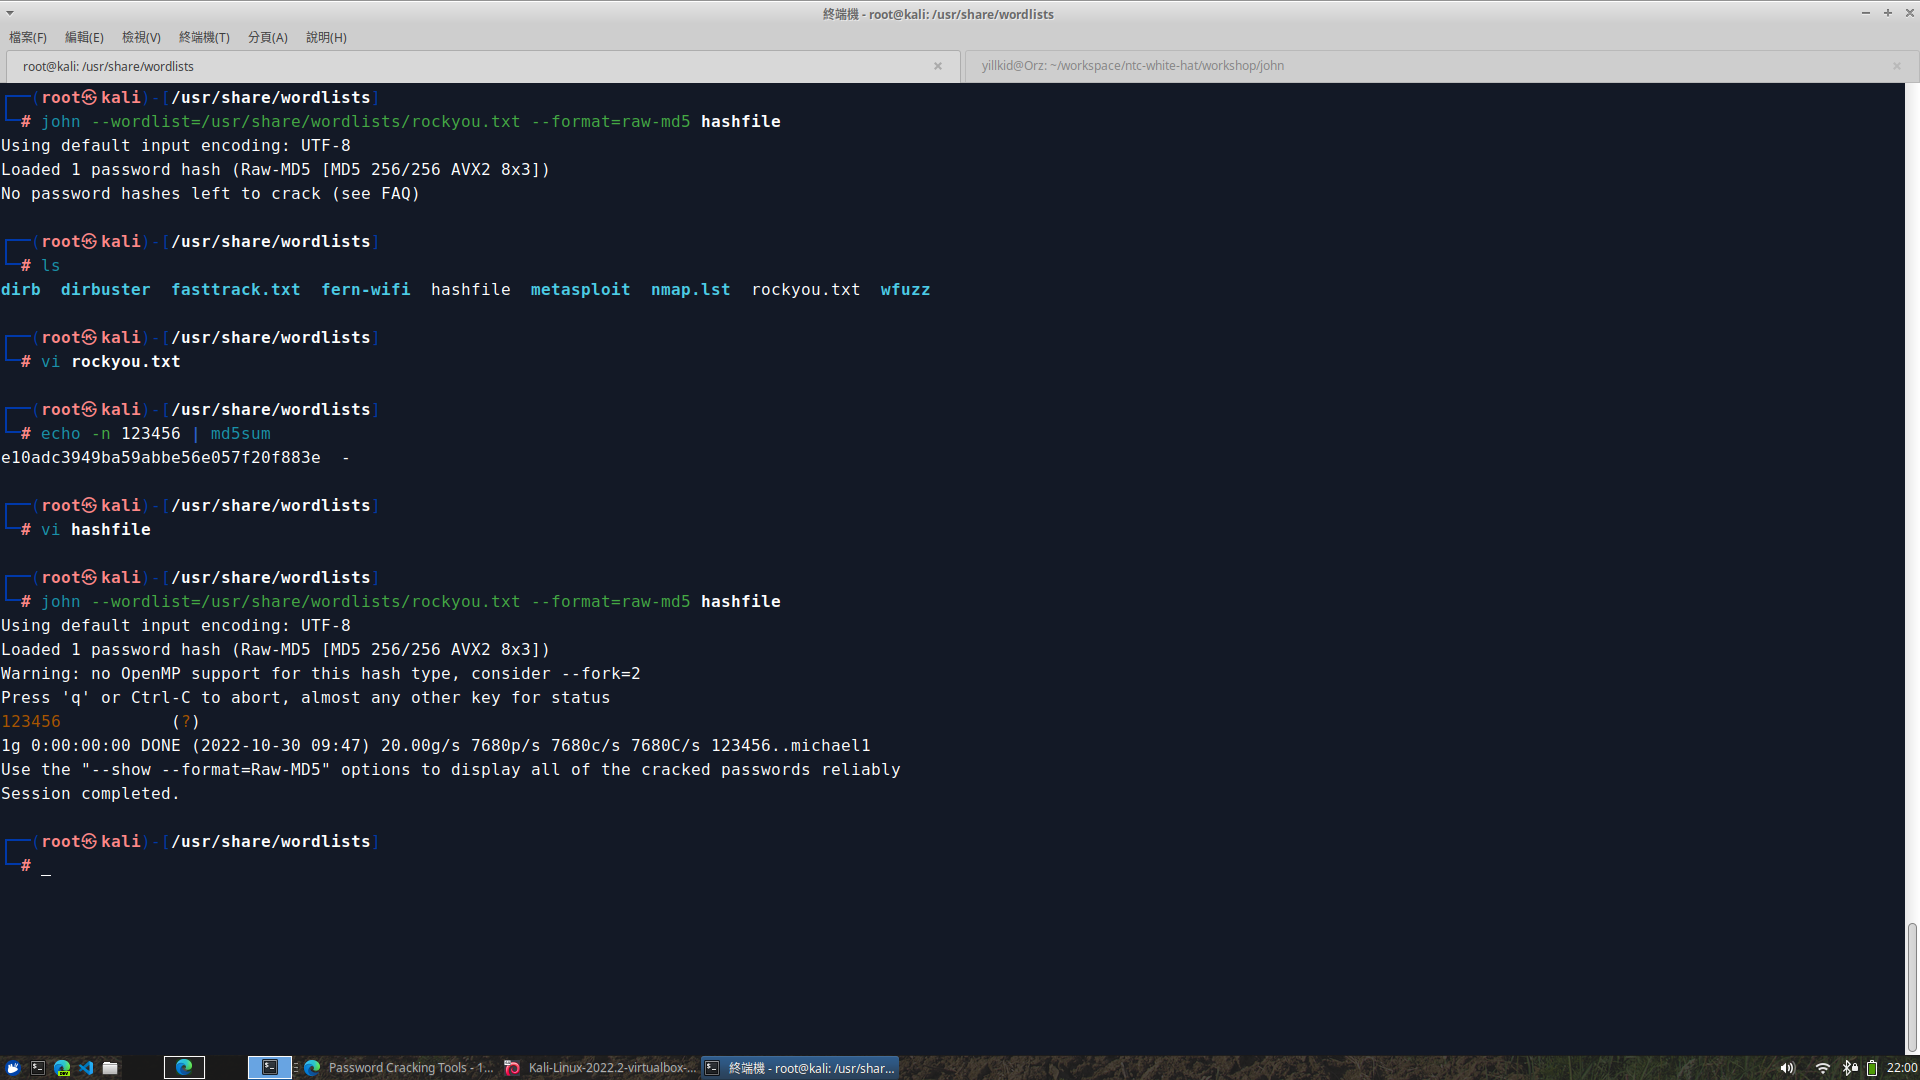 終端機 - root@kali: /usr/share/wordlists
檔案(F) 編輯(E) 檢視(V) 終端機(T) 分頁(A) 說明(H)
root@kali: /usr/share/wordlists
yillkid@Orz: ~/workspace/ntc-white-hat/workshop/john
┌──(root㉿kali)-[/usr/share/wordlists]
└─# john --wordlist=/usr/share/wordlists/rockyou.txt --format=raw-md5 hashfile
Using default input encoding: UTF-8
Loaded 1 password hash (Raw-MD5 [MD5 256/256 AVX2 8x3])
No password hashes left to crack (see FAQ)
┌──(root㉿kali)-[/usr/share/wordlists]
└─# ls
dirb dirbuster fasttrack.txt fern-wifi hashfile metasploit nmap.lst rockyou.txt wfuzz
┌──(root㉿kali)-[/usr/share/wordlists]
└─# vi rockyou.txt
┌──(root㉿kali)-[/usr/share/wordlists]
└─# echo -n 123456 | md5sum
e10adc3949ba59abbe56e057f20f883e -
┌──(root㉿kali)-[/usr/share/wordlists]
└─# vi hashfile
┌──(root㉿kali)-[/usr/share/wordlists]
└─# john --wordlist=/usr/share/wordlists/rockyou.txt --format=raw-md5 hashfile
Using default input encoding: UTF-8
Loaded 1 password hash (Raw-MD5 [MD5 256/256 AVX2 8x3])
Warning: no OpenMP support for this hash type, consider --fork=2
Press 'q' or Ctrl-C to abort, almost any other key for status
123456 (?)
1g 0:00:00:00 DONE (2022-10-30 09:47) 20.00g/s 7680p/s 7680c/s 7680C/s 123456..michael1
Use the "--show --format=Raw-MD5" options to display all of the cracked passwords reliably
Session completed.
┌──(root㉿kali)-[/usr/share/wordlists]
└─# _
Password Cracking Tools - 1... Kali-Linux-2022.2-virtualbox-... 終端機 - root@kali: /usr/shar... 22:00